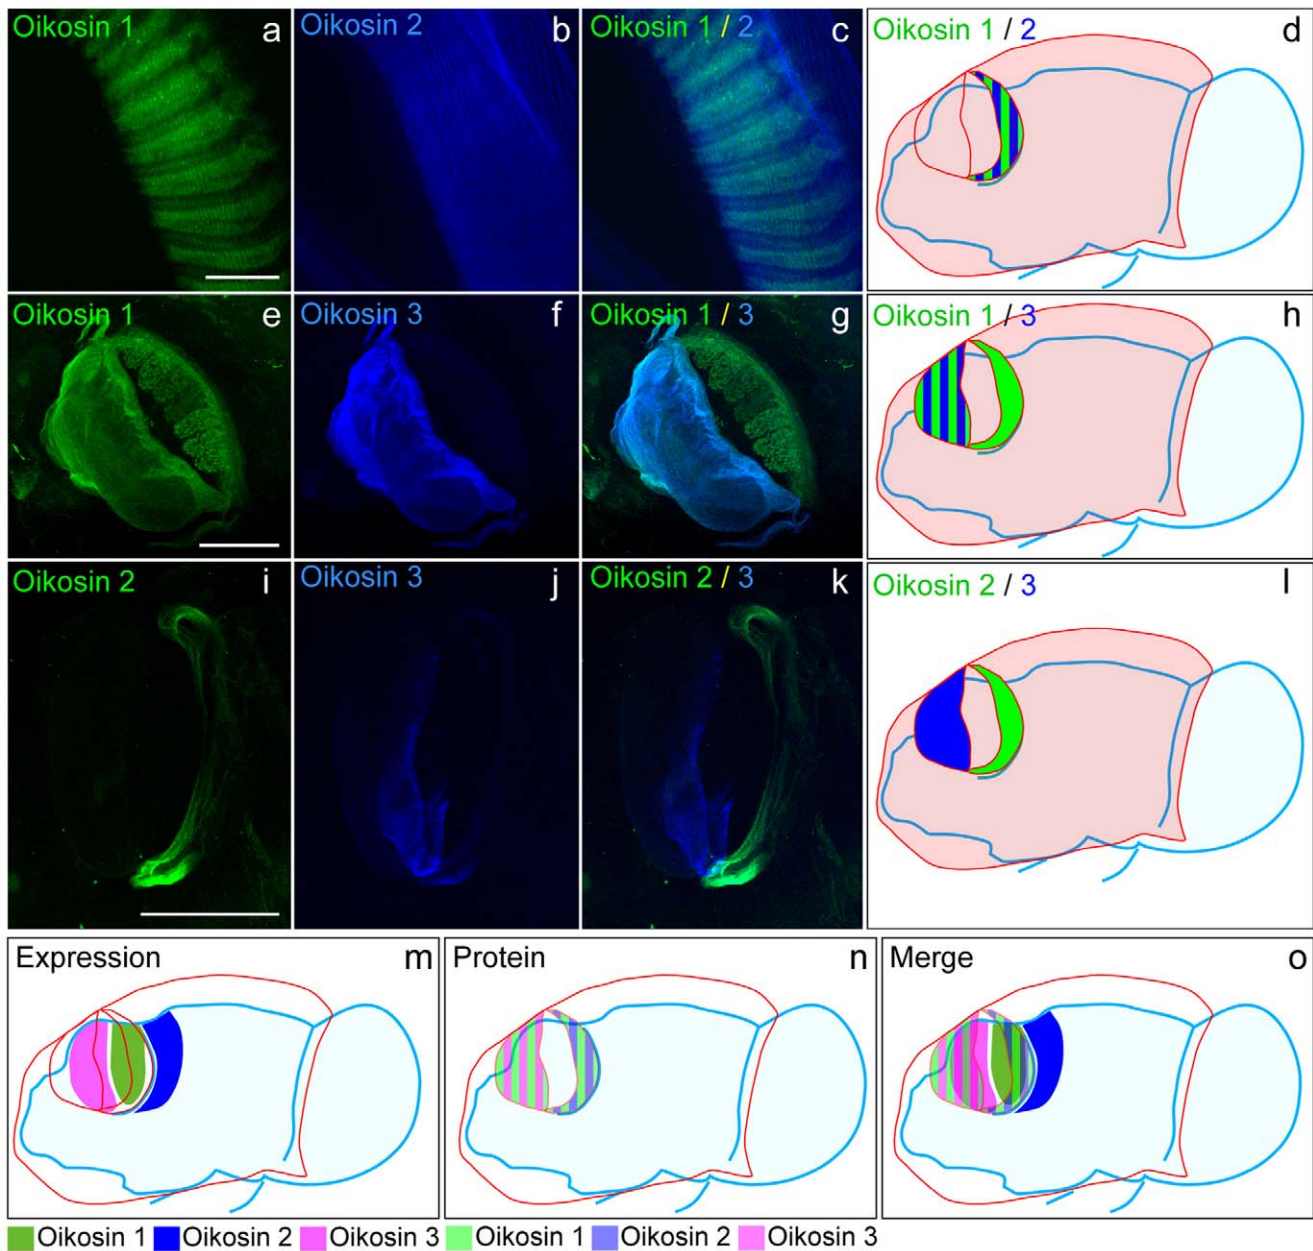 Oikosin 1 a Oikosin 2 b Oikosin 1 / 2 c Oikosin 1 / 2 d
Oikosin 1 e Oikosin 3 f Oikosin 1 / 3 g Oikosin 1 / 3 h
Oikosin 2 i Oikosin 3 j Oikosin 2 / 3 k Oikosin 2 / 3 l
Expression m Protein n Merge o
Oikosin 1 Oikosin 2 Oikosin 3 Oikosin 1 Oikosin 2 Oikosin 3